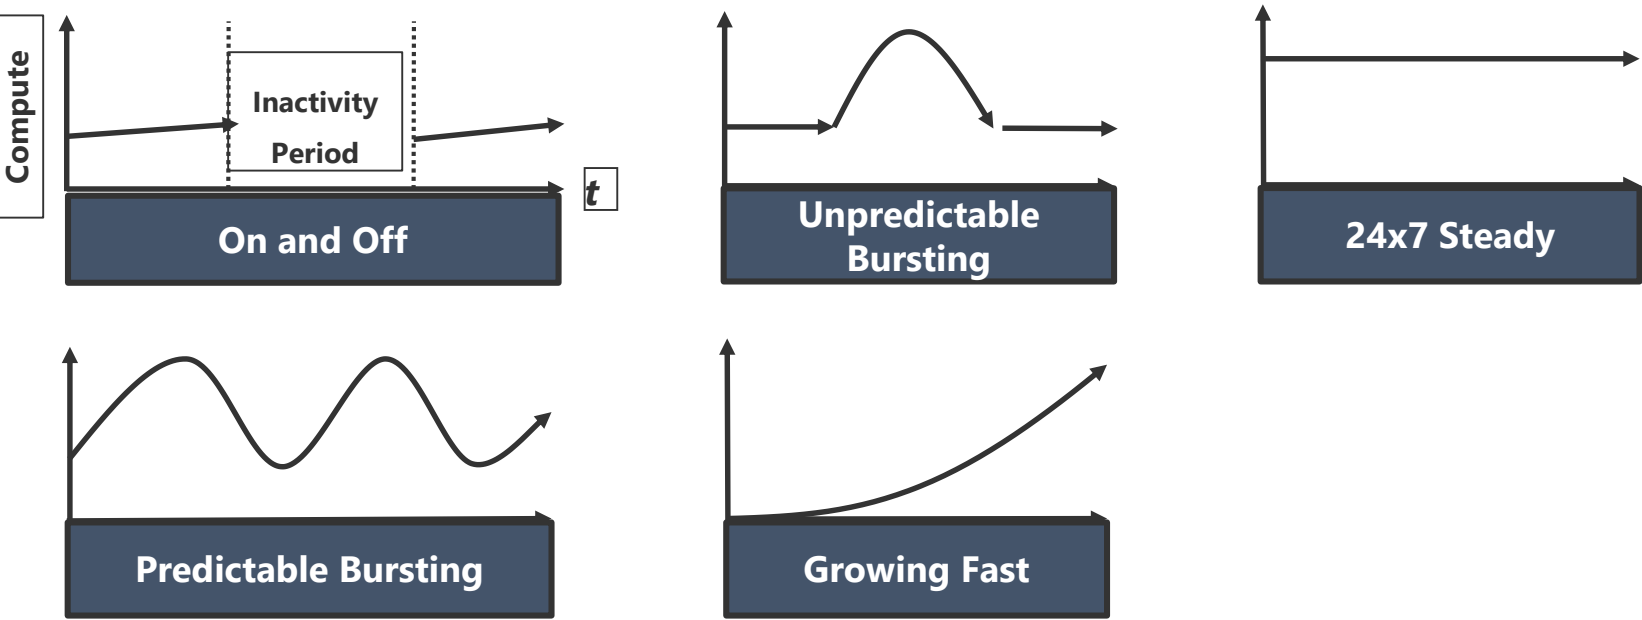 Compute
Inactivity
Period
t
On and Off
Unpredictable
Bursting
24x7 Steady
Predictable Bursting
Growing Fast